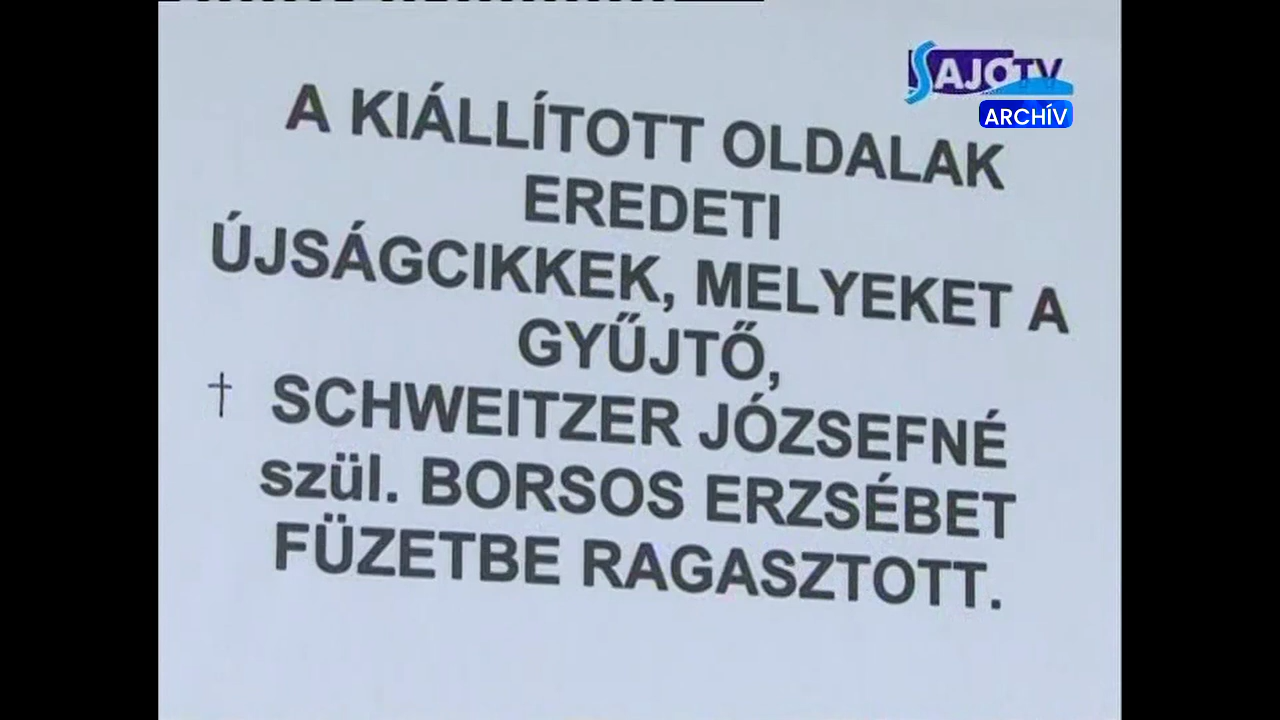 SAJÓTV
ARCHÍV
A KIÁLLÍTOTT OLDALAK
EREDETI
ÚJSÁGCIKKEK, MELYEKET A
GYŰJTŐ,
† SCHWEITZER JÓZSEFNÉ
szül. BORSOS ERZSÉBET
FÜZETBE RAGASZTOTT.